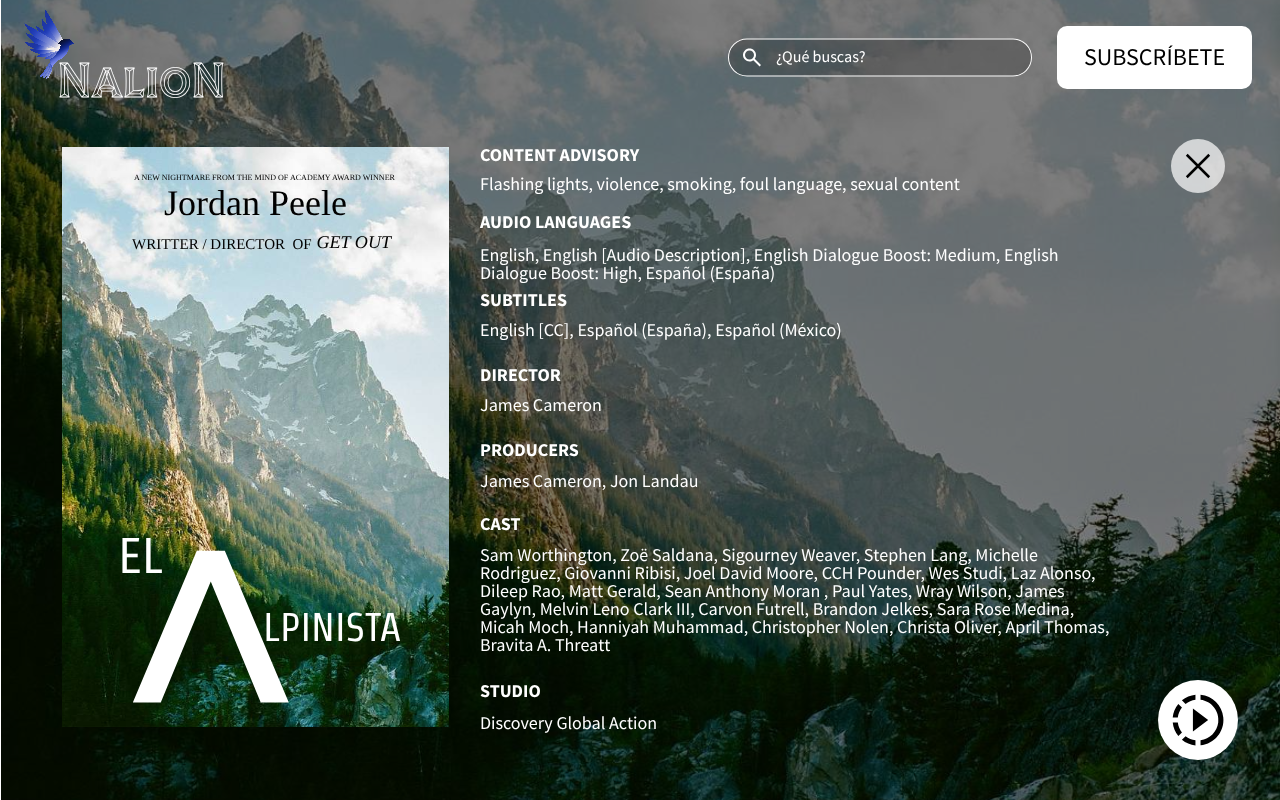 NALION
¿Qué buscas?
SUBSCRÍBETE
A NEW NIGHTMARE FROM THE MIND OF ACADEMY AWARD WINNER
Jordan Peele
WRITTER / DIRECTOR OF GET OUT
EL
ALPINISTA
CONTENT ADVISORY
Flashing lights, violence, smoking, foul language, sexual content
AUDIO LANGUAGES
English, English [Audio Description], English Dialogue Boost: Medium, English
Dialogue Boost: High, Español (España)
SUBTITLES
English [CC], Español (España), Español (México)
DIRECTOR
James Cameron
PRODUCERS
James Cameron, Jon Landau
CAST
Sam Worthington, Zoë Saldana, Sigourney Weaver, Stephen Lang, Michelle
Rodriguez, Giovanni Ribisi, Joel David Moore, CCH Pounder, Wes Studi, Laz Alonso,
Dileep Rao, Matt Gerald, Sean Anthony Moran , Paul Yates, Wray Wilson, James
Gaylyn, Melvin Leno Clark III, Carvon Futrell, Brandon Jelkes, Sara Rose Medina,
Micah Moch, Hanniyah Muhammad, Christopher Nolen, Christa Oliver, April Thomas,
Bravita A. Threatt
STUDIO
Discovery Global Action